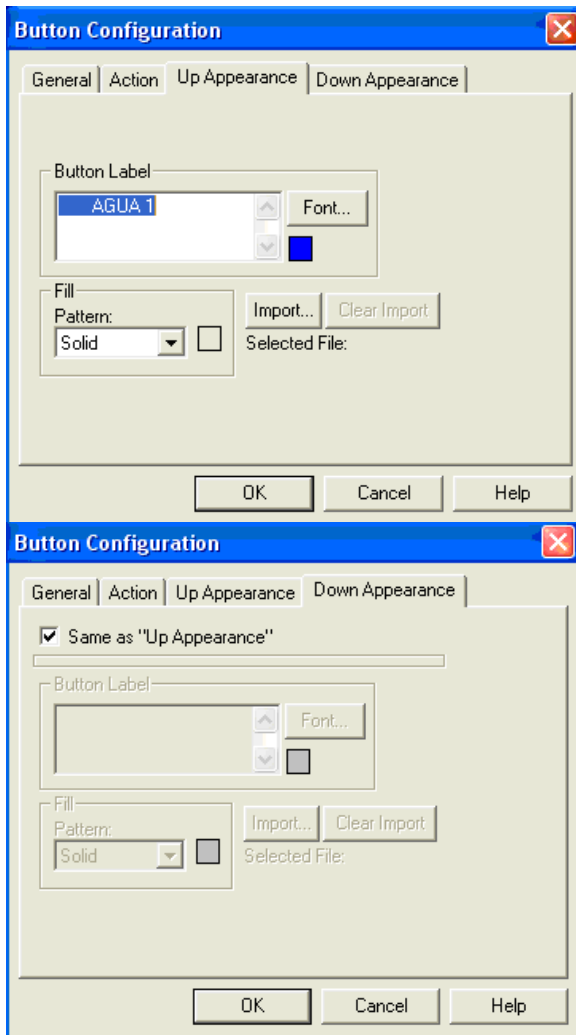 Button Configuration
General Action Up Appearance Down Appearance
Button Label
AGUA 1
Font...
Fill
Pattern:
Solid
Import... Clear Import
Selected File:
OK Cancel Help
Button Configuration
General Action Up Appearance Down Appearance
Same as "Up Appearance"
Button Label
Font...
Fill
Pattern:
Solid
Import... Clear Import
Selected File:
OK Cancel Help